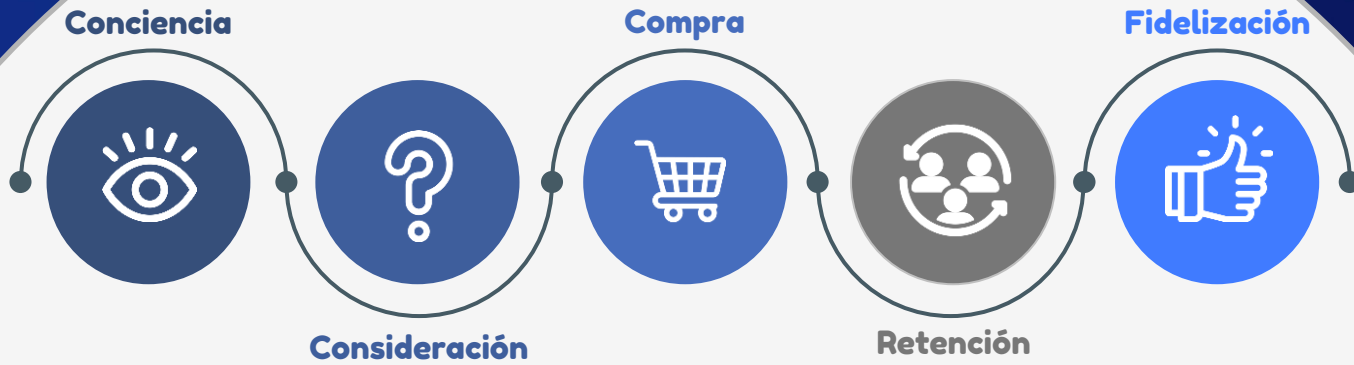 Conciencia
Consideración
Compra
Retención
Fidelización